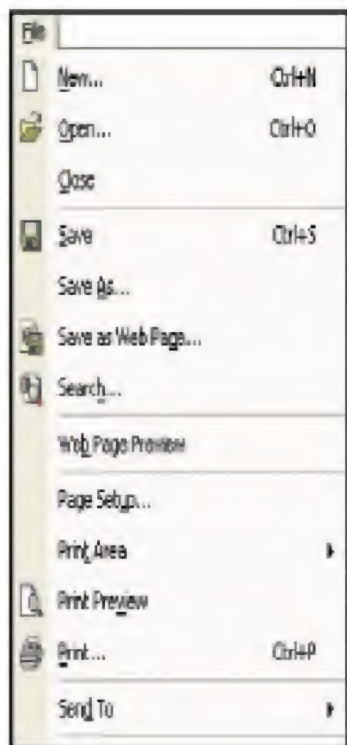 File
New... Ctrl+N
Open... Ctrl+O
Close
Save Ctrl+S
Save As...
Save as Web Page...
Search...
Web Page Preview
Page Setup...
Print Area
Print Preview
Print... Ctrl+P
Send To